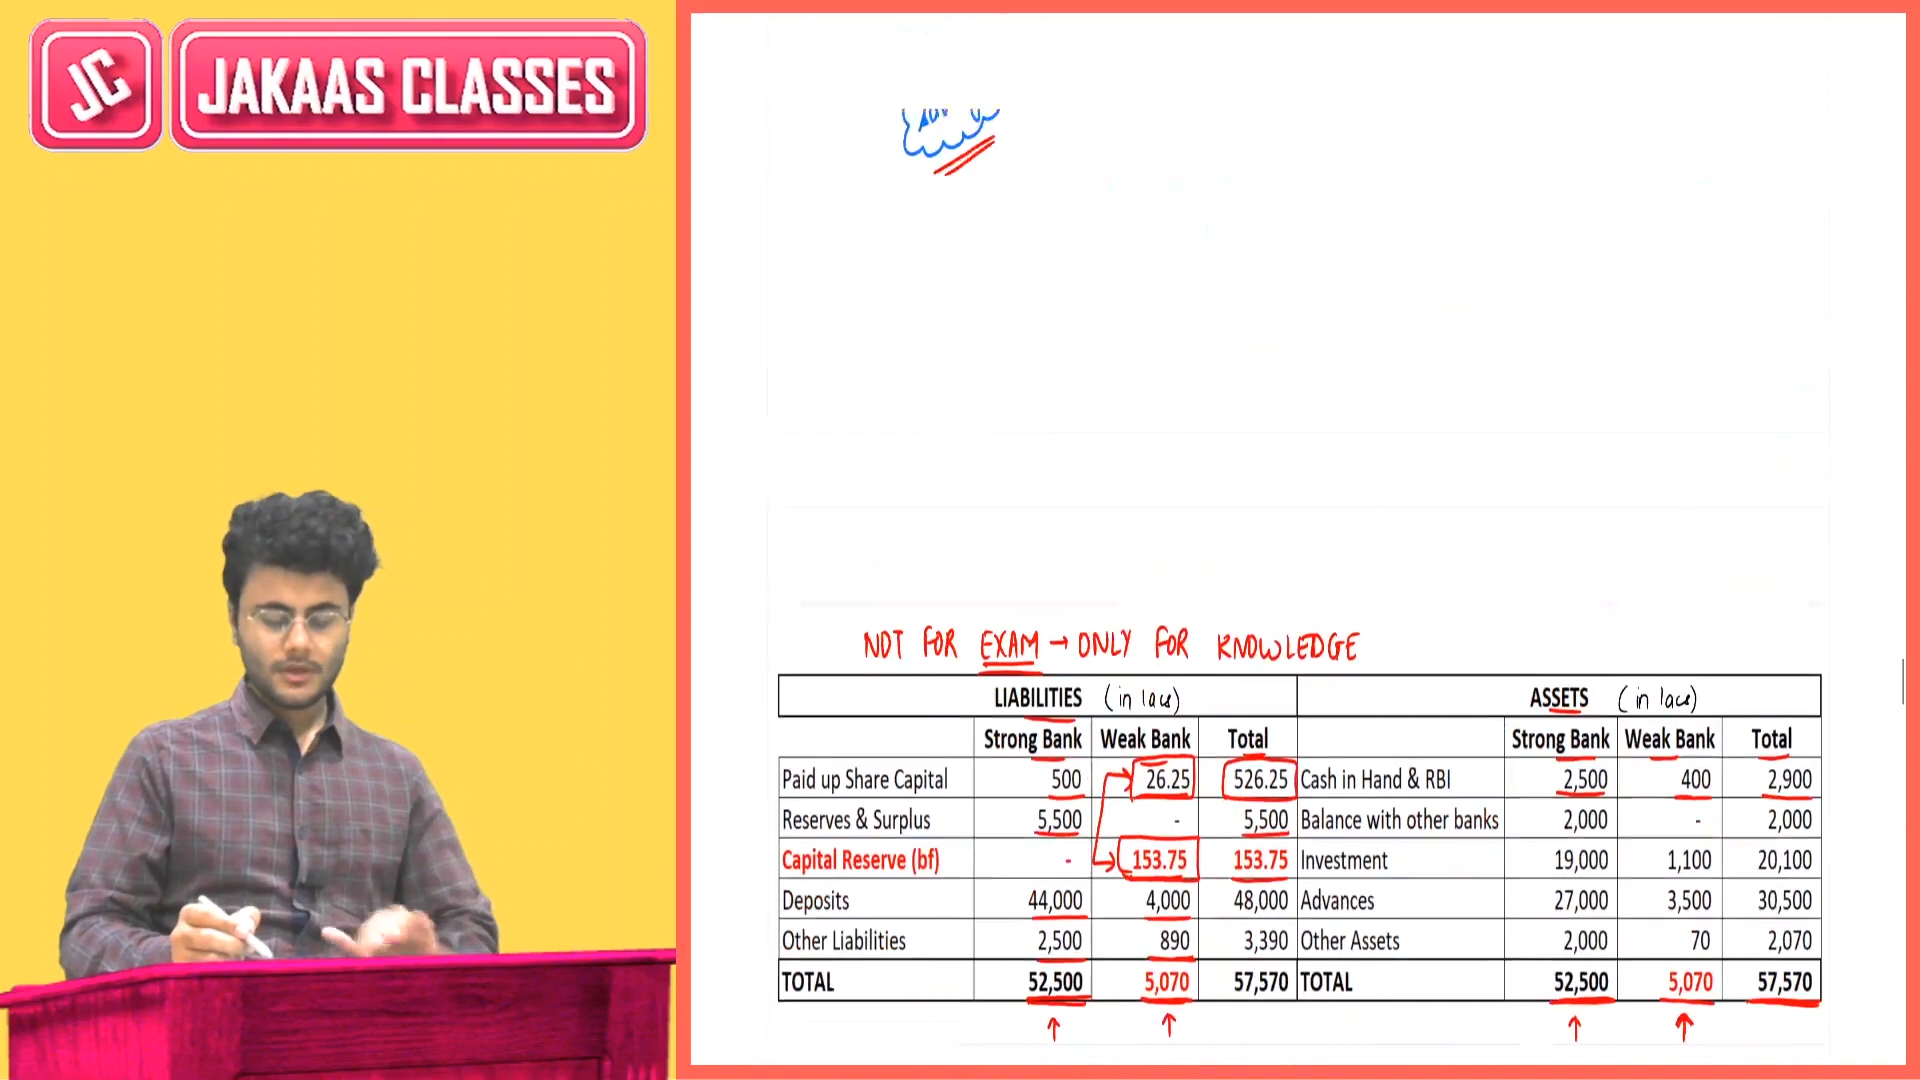 JC JAKAAS CLASSES
NOT FOR EXAM → ONLY FOR KNOWLEDGE
LIABILITIES (in lacs) ASSETS (in lacs)
Strong Bank Weak Bank Total Strong Bank Weak Bank Total
Paid up Share Capital 500 26.25 526.25 Cash in Hand & RBI 2,500 400 2,900
Reserves & Surplus 5,500 - 5,500 Balance with other banks 2,000 - 2,000
Capital Reserve (bf) - 153.75 153.75 Investment 19,000 1,100 20,100
Deposits 44,000 4,000 48,000 Advances 27,000 3,500 30,500
Other Liabilities 2,500 890 3,390 Other Assets 2,000 70 2,070
TOTAL 52,500 5,070 57,570 TOTAL 52,500 5,070 57,570